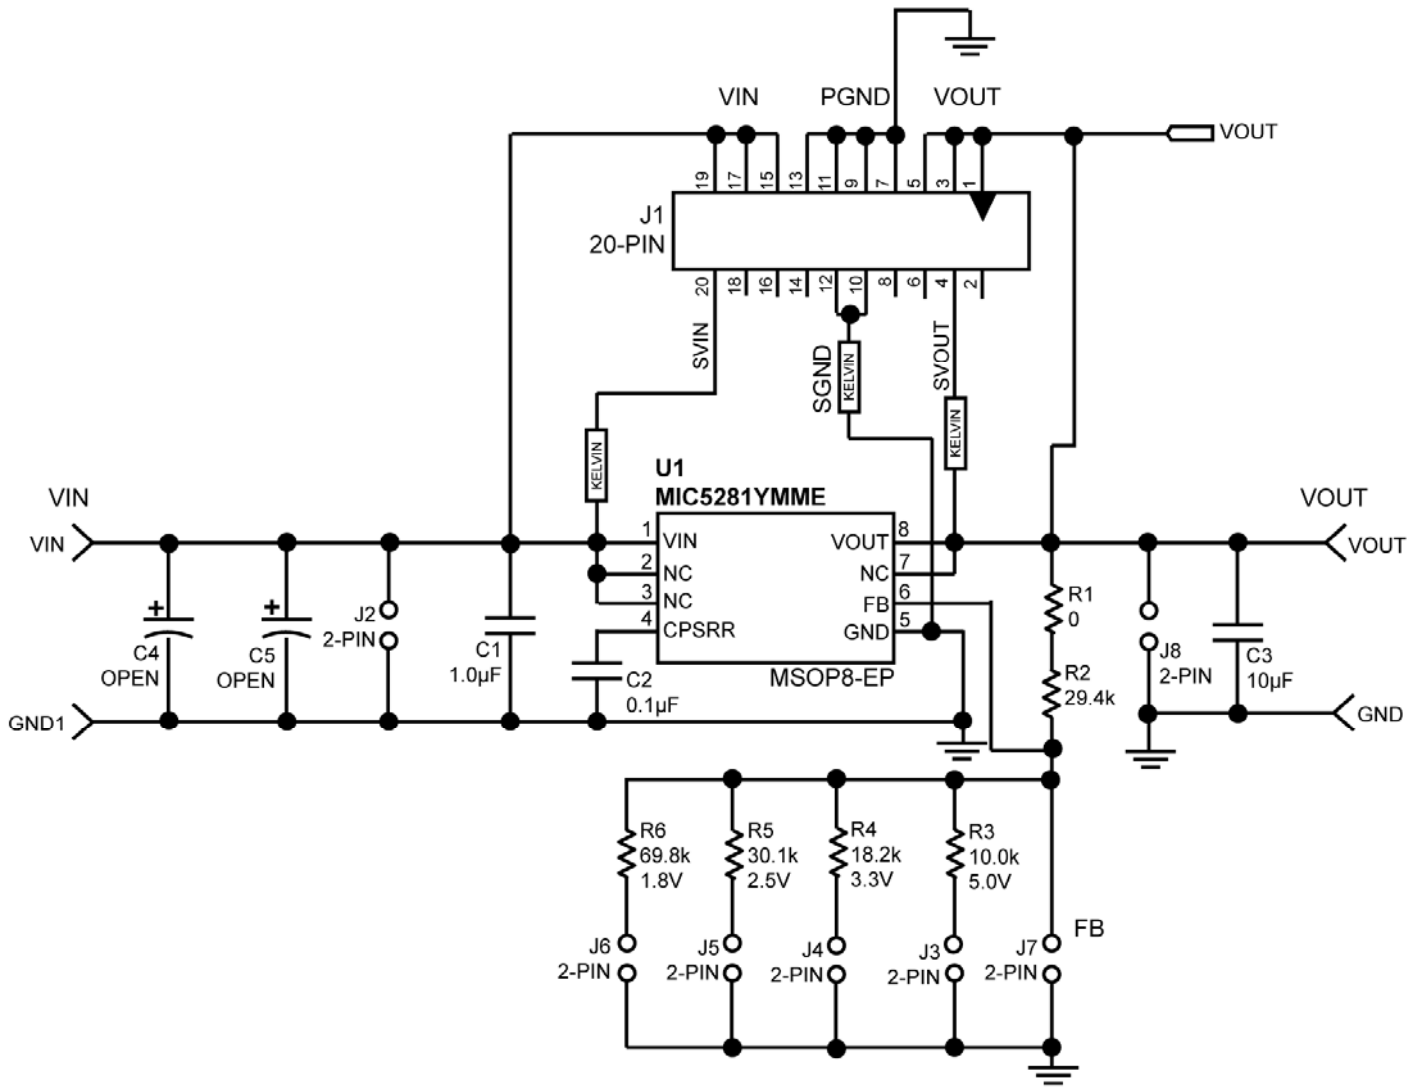 VIN PGND VOUT
VOUT
19 17 15 13 11 9 7 5 3 1
J1
20-PIN
20 18 16 14 12 10 8 6 4 2
SVIN
SGND
SVOUT
KELVIN
KELVIN
KELVIN
U1
MIC5281YMME
VIN
VOUT
VIN
1 VIN
VOUT 8
VOUT
2 NC
NC 7
3 NC
FB 6
4 CPSRR
GND 5
MSOP8-EP
+
C4
OPEN
+
C5
OPEN
J2
2-PIN
C1
1.0µF
C2
0.1µF
R1
0
R2
29.4k
J8
2-PIN
C3
10µF
GND1
GND
R6
69.8k
1.8V
R5
30.1k
2.5V
R4
18.2k
3.3V
R3
10.0k
5.0V
FB
J6
2-PIN
J5
2-PIN
J4
2-PIN
J3
2-PIN
J7
2-PIN